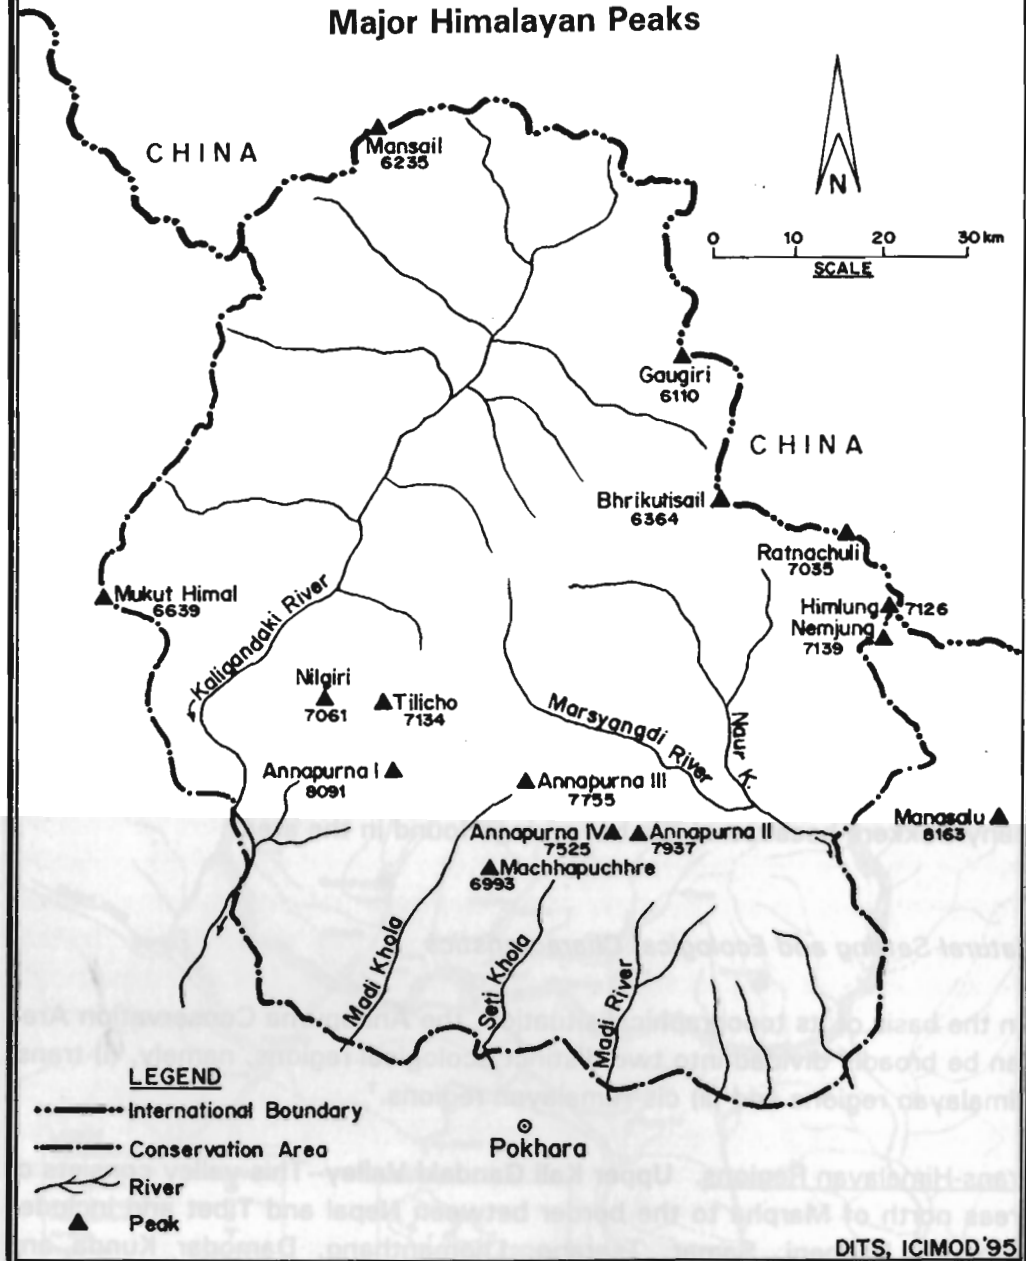 Major Himalayan Peaks
CHINA
Mansail
6235
N
0 10 20 30 km
SCALE
Gaugiri
6110
CHINA
Bhrikutisail
6364
Ratnachuli
7035
Mukut Himal
6639
Himlung 7126
Nemjung
7139
Kaligandaki River
Nilgiri
7061
Tilicho
7134
Marsyangdi River
Naur K.
Annapurna I
8091
Annapurna III
7755
Manasalu
8163
Annapurna IV
7525
Annapurna II
7937
Machhapuchhre
6993
Madi Khola
Seti Khola
Madi River
LEGEND
International Boundary
Conservation Area
River
Peak
Pokhara
DITS, ICIMOD'95